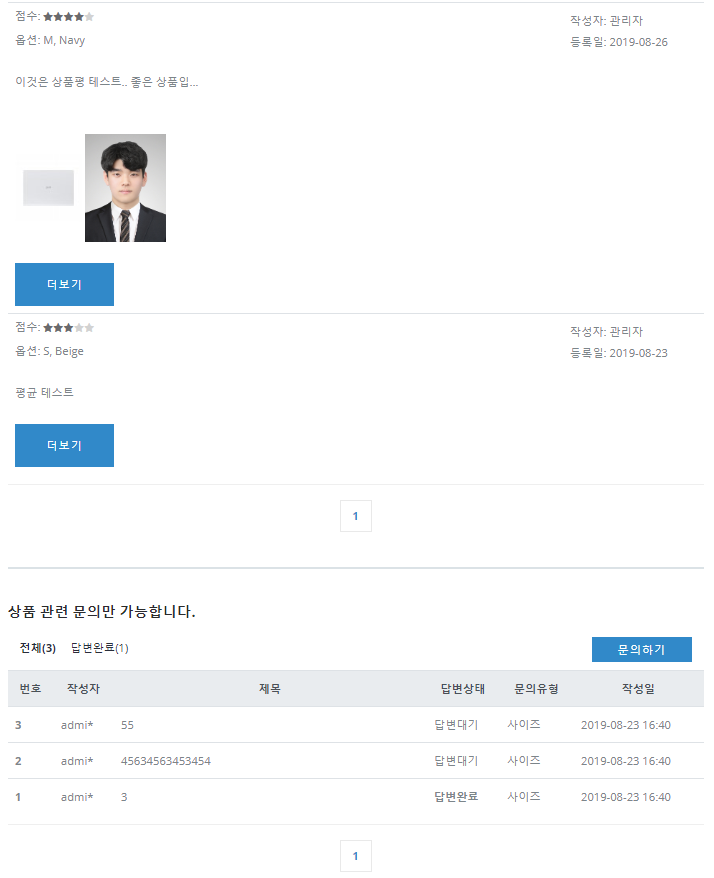 점수: ★★★★★
작성자: 관리자
옵션: M, Navy
등록일: 2019-08-26
이것은 상품평 테스트.. 좋은 상품입...
더보기
점수: ★★★★★
작성자: 관리자
옵션: S, Beige
등록일: 2019-08-23
평균 테스트
더보기
1
상품 관련 문의만 가능합니다.
전체(3) 답변완료(1) 문의하기
번호 작성자 제목 답변상태 문의유형 작성일
3 admi* 55 답변대기 사이즈 2019-08-23 16:40
2 admi* 45634563453454 답변대기 사이즈 2019-08-23 16:40
1 admi* 3 답변완료 사이즈 2019-08-23 16:40
1